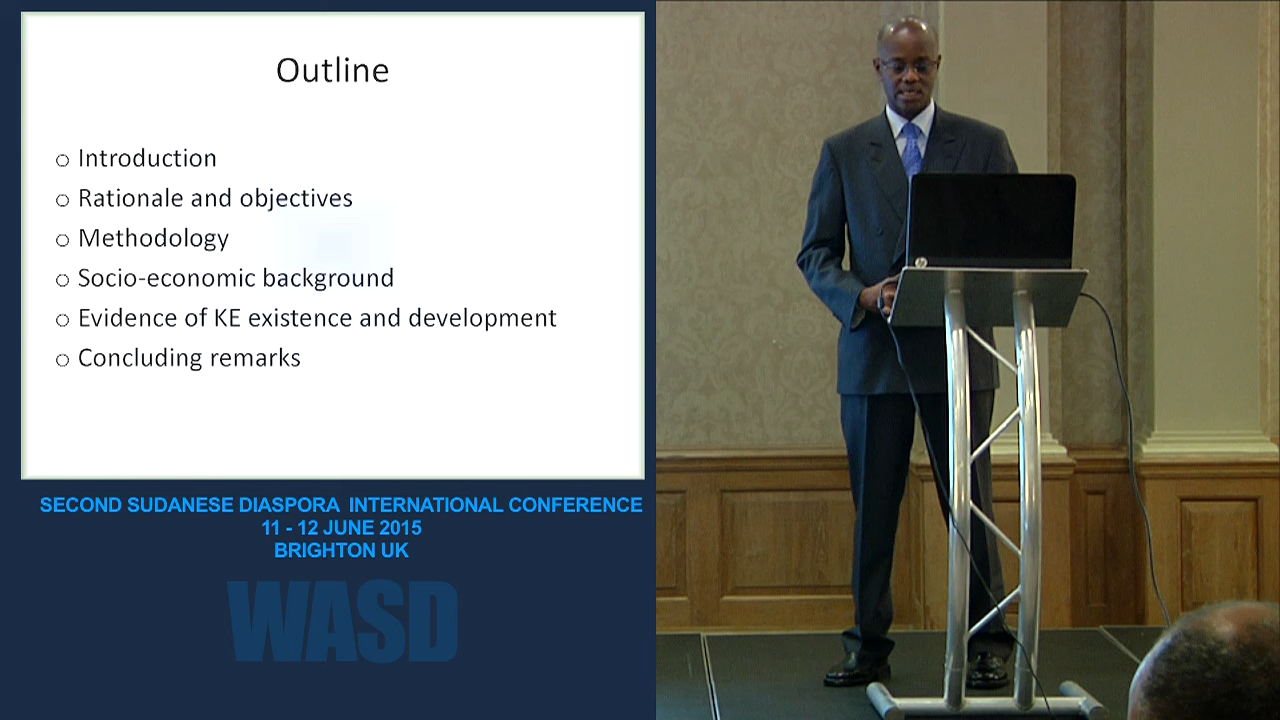 Outline
Introduction
Rationale and objectives
Methodology
Socio-economic background
Evidence of KE existence and development
Concluding remarks
SECOND SUDANESE DIASPORA INTERNATIONAL CONFERENCE
11 - 12 JUNE 2015
BRIGHTON UK
WASD
hp